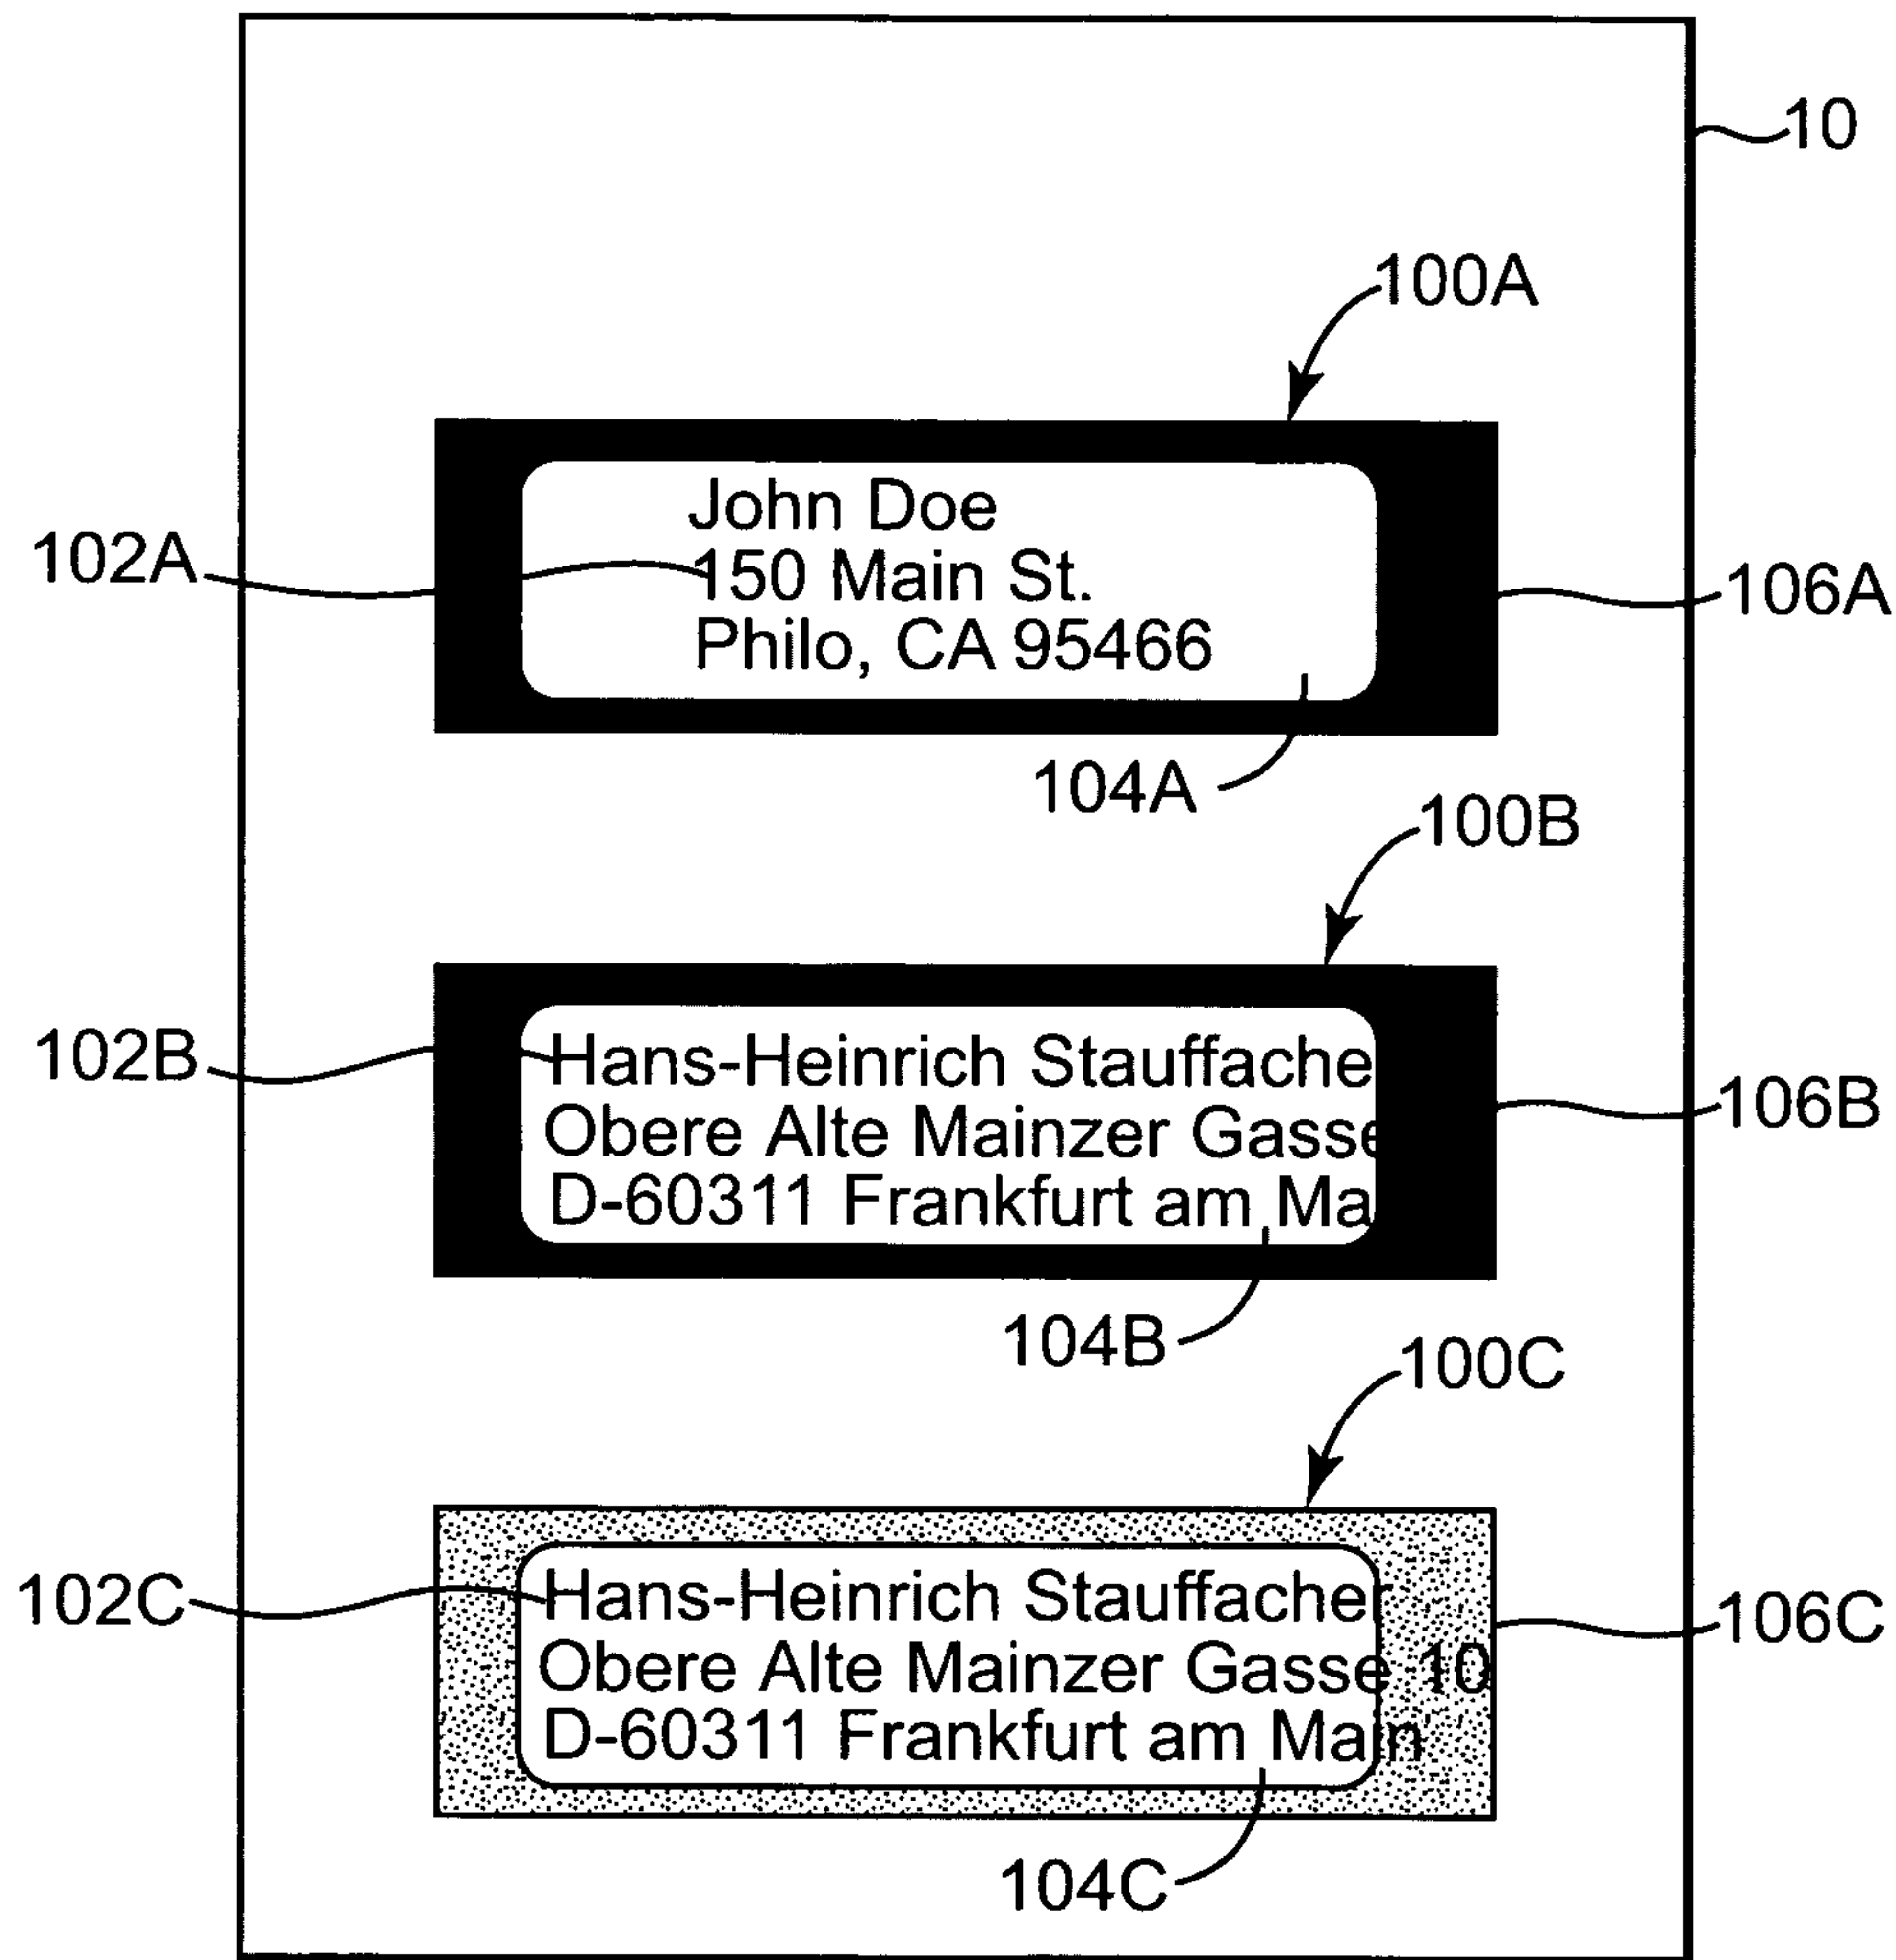 10
100A
John Doe
102A
150 Main St.
106A
Philo, CA 95466
104A
100B
102B
Hans-Heinrich Stauffache
Obere Alte Mainzer Gasse
106B
D-60311 Frankfurt am Ma
104B
100C
102C
Hans-Heinrich Stauffacher
106C
Obere Alte Mainzer Gasse 10
D-60311 Frankfurt am Main
104C